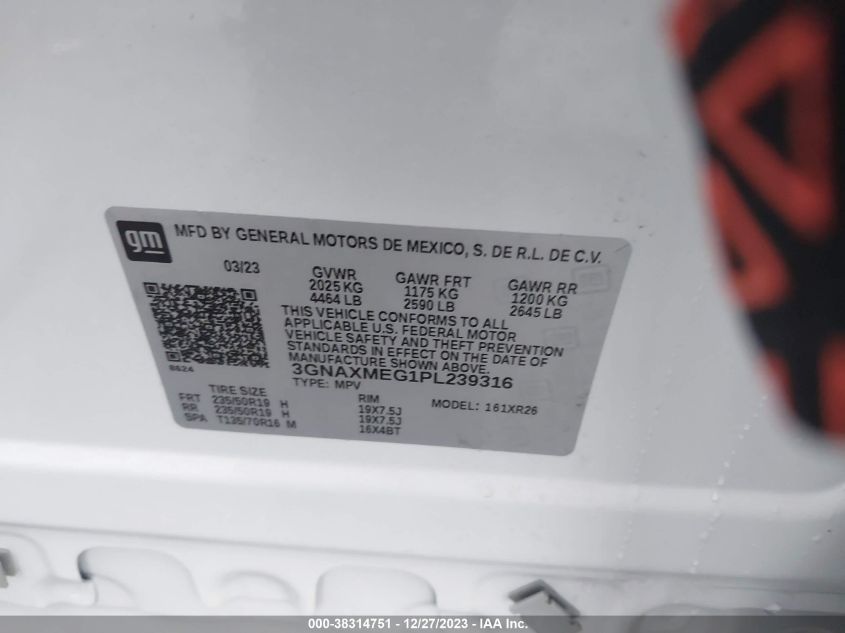 gm
MFD BY GENERAL MOTORS DE MEXICO, S. DE R.L. DE C.V.
03/23 GVWR GAWR FRT GAWR RR
2025 KG 1175 KG 1200 KG
4464 LB 2590 LB 2645 LB
THIS VEHICLE CONFORMS TO ALL
APPLICABLE U.S. FEDERAL MOTOR
VEHICLE SAFETY AND THEFT PREVENTION
STANDARDS IN EFFECT ON THE DATE OF
MANUFACTURE SHOWN ABOVE.
8624
3GNAXMEG1PL239316
TYPE: MPV
TIRE SIZE RIM MODEL: 161XR26
FRT 235/50R19 H 19X7.5J
RR 235/50R19 H 19X7.5J
SPA T135/70R16 M 16X4BT
000-38314751 - 12/27/2023 - IAA Inc.